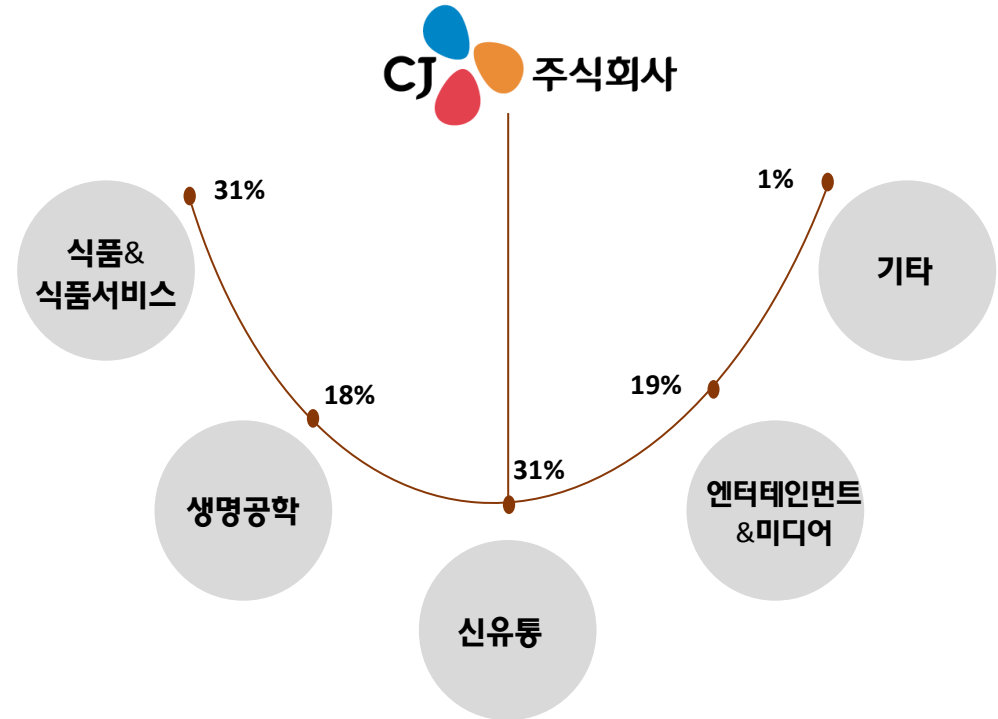 CJ 주식회사
31%
1%
식품&
식품서비스
기타
18%
19%
31%
생명공학
엔터테인먼트
&미디어
신유통